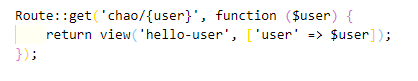 Route::get('chao/{user}', function ($user) {
    return view('hello-user', ['user' => $user]);
});